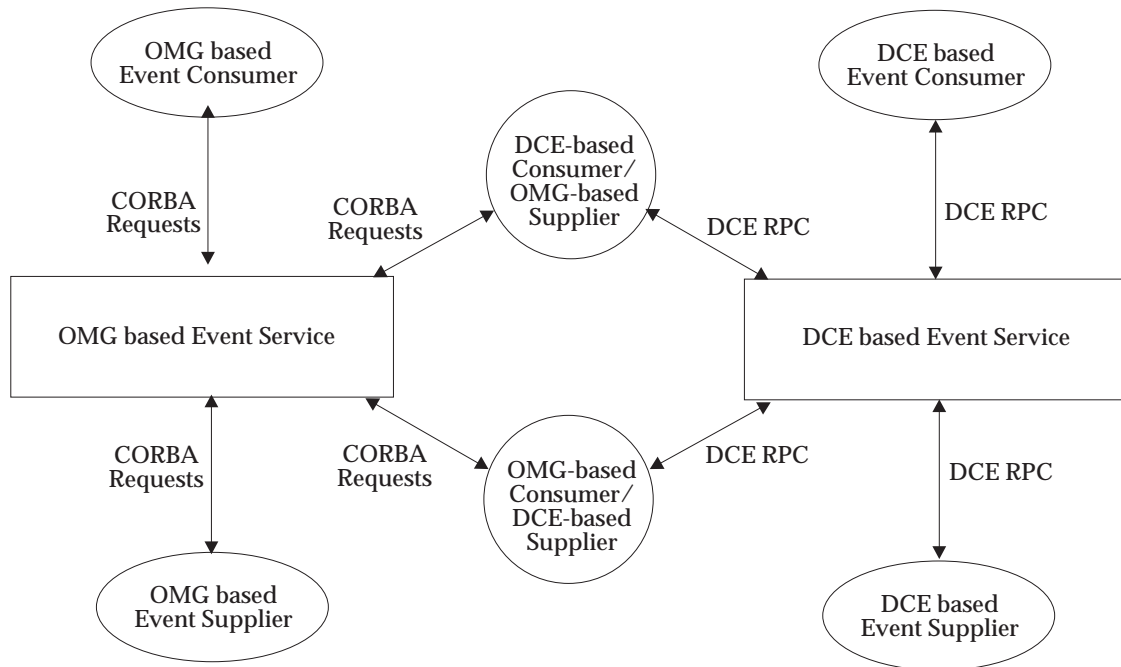 OMG based
Event Consumer
DCE based
Event Consumer
DCE-based
Consumer/
OMG-based
Supplier
CORBA
Requests
CORBA
Requests
DCE RPC
DCE RPC
OMG based Event Service
DCE based Event Service
CORBA
Requests
CORBA
Requests
OMG-based
Consumer/
DCE-based
Supplier
DCE RPC
DCE RPC
OMG based
Event Supplier
DCE based
Event Supplier